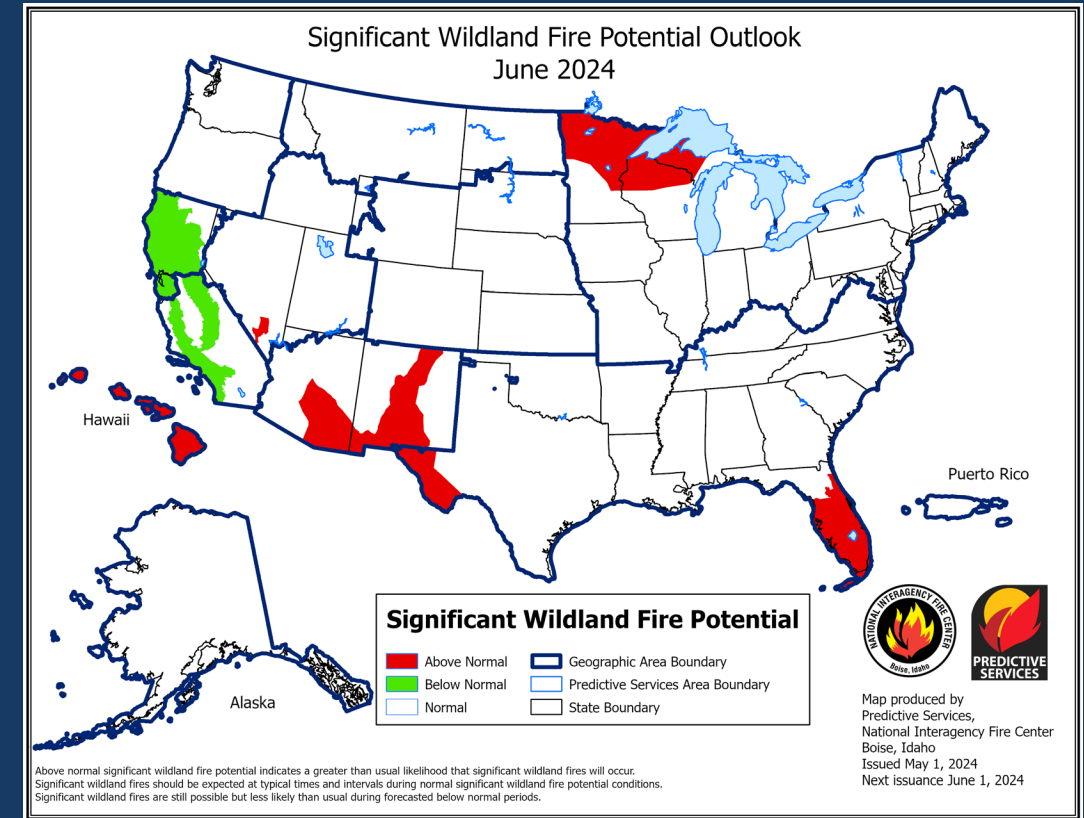 Significant Wildland Fire Potential Outlook
June 2024
Hawaii
Puerto Rico
Alaska
Significant Wildland Fire Potential
Above Normal
Below Normal
Normal
Geographic Area Boundary
Predictive Services Area Boundary
State Boundary
NATIONAL INTERAGENCY FIRE CENTER
Boise, Idaho
PREDICTIVE
SERVICES
Map produced by
Predictive Services,
National Interagency Fire Center
Boise, Idaho
Issued May 1, 2024
Next issuance June 1, 2024
Above normal significant wildland fire potential indicates a greater than usual likelihood that significant wildland fires will occur.
Significant wildland fires should be expected at typical times and intervals during normal significant wildland fire potential conditions.
Significant wildland fires are still possible but less likely than usual during forecasted below normal periods.